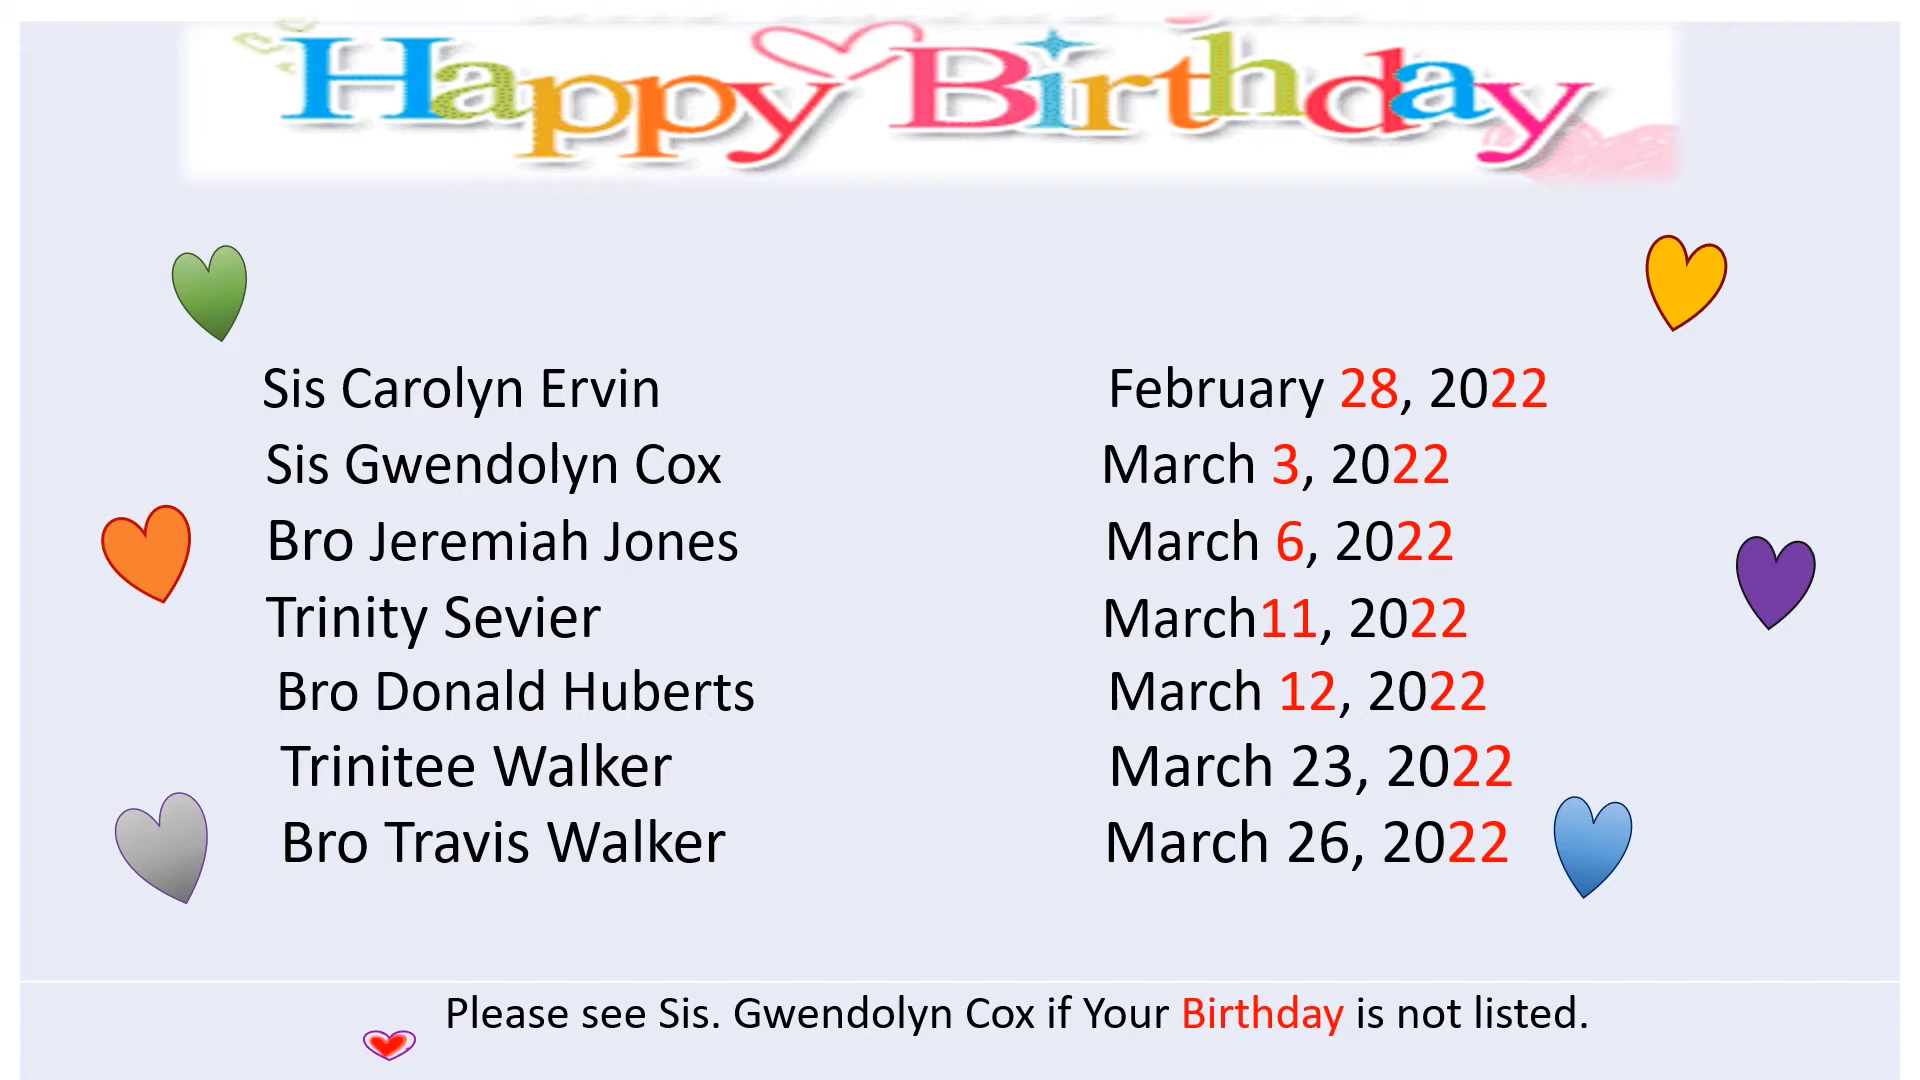 Happy Birthday
Sis Carolyn Ervin February 28, 2022
Sis Gwendolyn Cox March 3, 2022
Bro Jeremiah Jones March 6, 2022
Trinity Sevier March11, 2022
Bro Donald Huberts March 12, 2022
Trinitee Walker March 23, 2022
Bro Travis Walker March 26, 2022
Please see Sis. Gwendolyn Cox if Your Birthday is not listed.